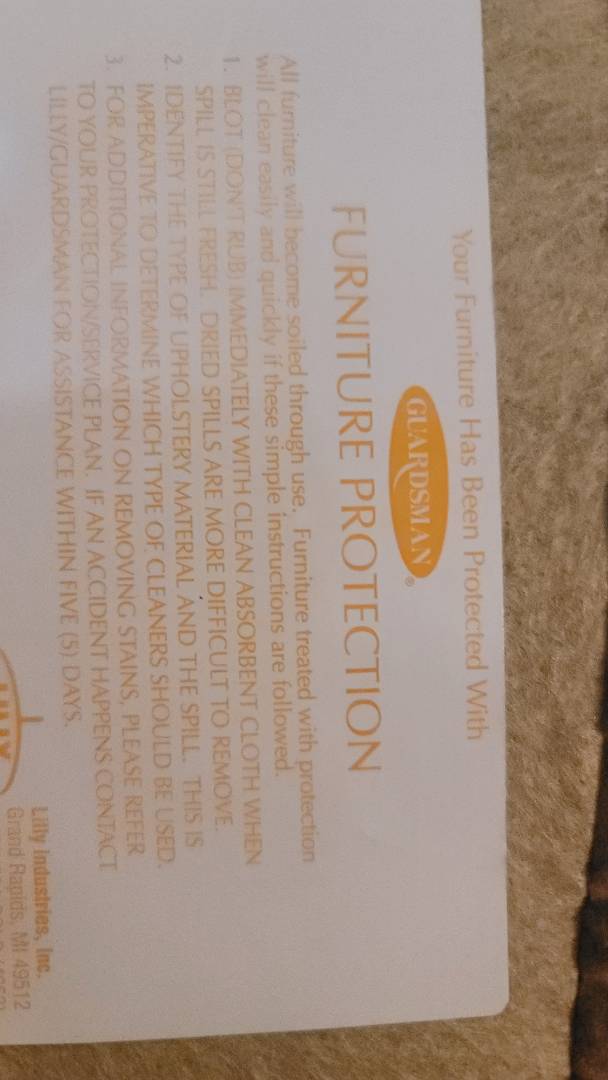 Your Furniture Has Been Protected With
GUARDSMAN®
FURNITURE PROTECTION
All furniture will become soiled through use. Furniture treated with protection
will clean easily and quickly if these simple instructions are followed.
1. BLOT (DON'T RUB) IMMEDIATELY WITH CLEAN ABSORBENT CLOTH WHEN
SPILL IS STILL FRESH. DRIED SPILLS ARE MORE DIFFICULT TO REMOVE.
2. IDENTIFY THE TYPE OF UPHOLSTERY MATERIAL AND THE SPILL. THIS IS
IMPERATIVE TO DETERMINE WHICH TYPE OF CLEANERS SHOULD BE USED.
3. FOR ADDITIONAL INFORMATION ON REMOVING STAINS, PLEASE REFER
TO YOUR PROTECTION/SERVICE PLAN. IF AN ACCIDENT HAPPENS CONTACT
LILLY/GUARDSMAN FOR ASSISTANCE WITHIN FIVE (5) DAYS.
Lilly Industries, Inc.
Grand Rapids, MI 49512